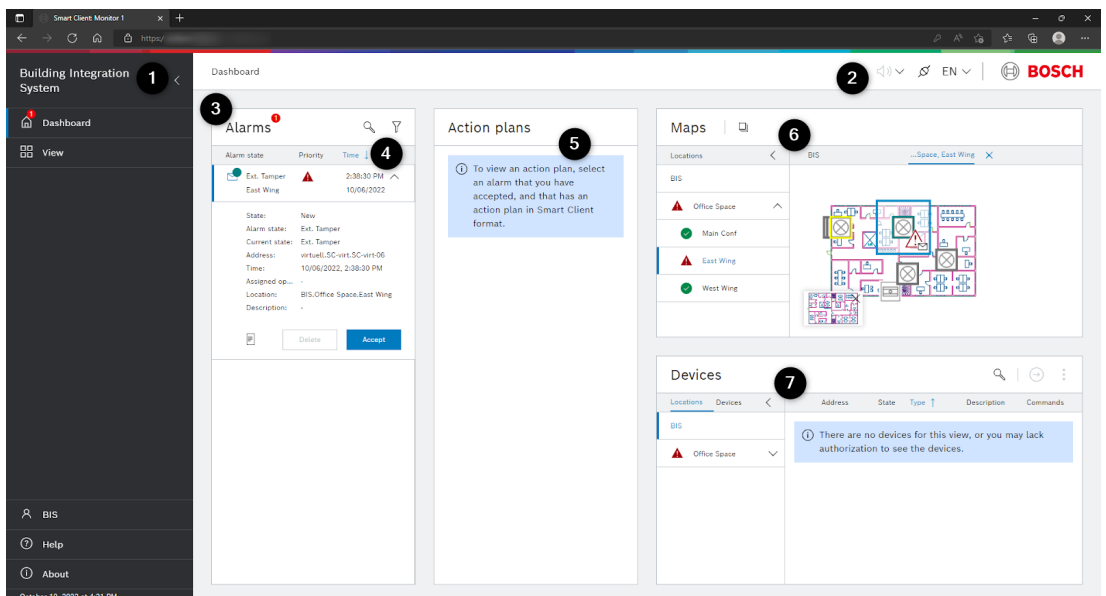 Smart Client: Monitor 1
https:/
Building Integration
System
1
Dashboard
2
EN
BOSCH
1
Dashboard
View
3
Alarms
1
Alarm state Priority Time
4
Ext. Tamper 2:38:30 PM
East Wing 10/06/2022
State: New
Alarm state: Ext. Tamper
Current state: Ext. Tamper
Address: virtuell.SC-virt.SC-virt-06
Time: 10/06/2022, 2:38:30 PM
Assigned op... -
Location: BIS.Office Space.East Wing
Description: -
Delete Accept
Action plans
5
To view an action plan, select
an alarm that you have
accepted, and that has an
action plan in Smart Client
format.
Maps
6
Locations
BIS
...Space, East Wing
BIS
Office Space
Main Conf
East Wing
West Wing
Devices
7
Locations Devices
Address State Type Description Commands
BIS
Office Space
There are no devices for this view, or you may lack
authorization to see the devices.
BIS
Help
About